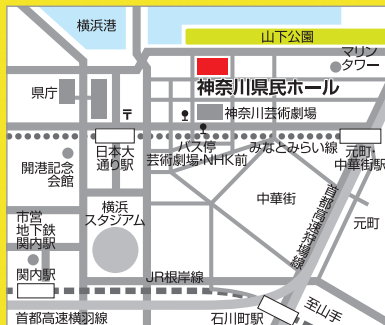 横浜港
山下公園
マリン
タワー
県庁
神奈川県民ホール
〒
神奈川芸術劇場
日本大
通り駅
バス停
芸術劇場・NHK前
みなとみらい線
元町・
中華街駅
開港記念
会館
横浜
スタジアム
中華街
首都高速狩場線
元町
市営
地下鉄
関内駅
関内駅
JR根岸線
首都高速横羽線
石川町駅
至山手